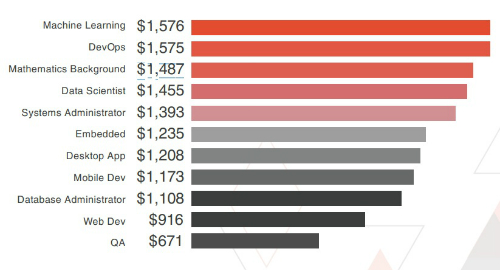 Machine Learning $1,576
DevOps $1,575
Mathematics Background $1,487
Data Scientist $1,455
Systems Administrator $1,393
Embedded $1,235
Desktop App $1,208
Mobile Dev $1,173
Database Administrator $1,108
Web Dev $916
QA $671